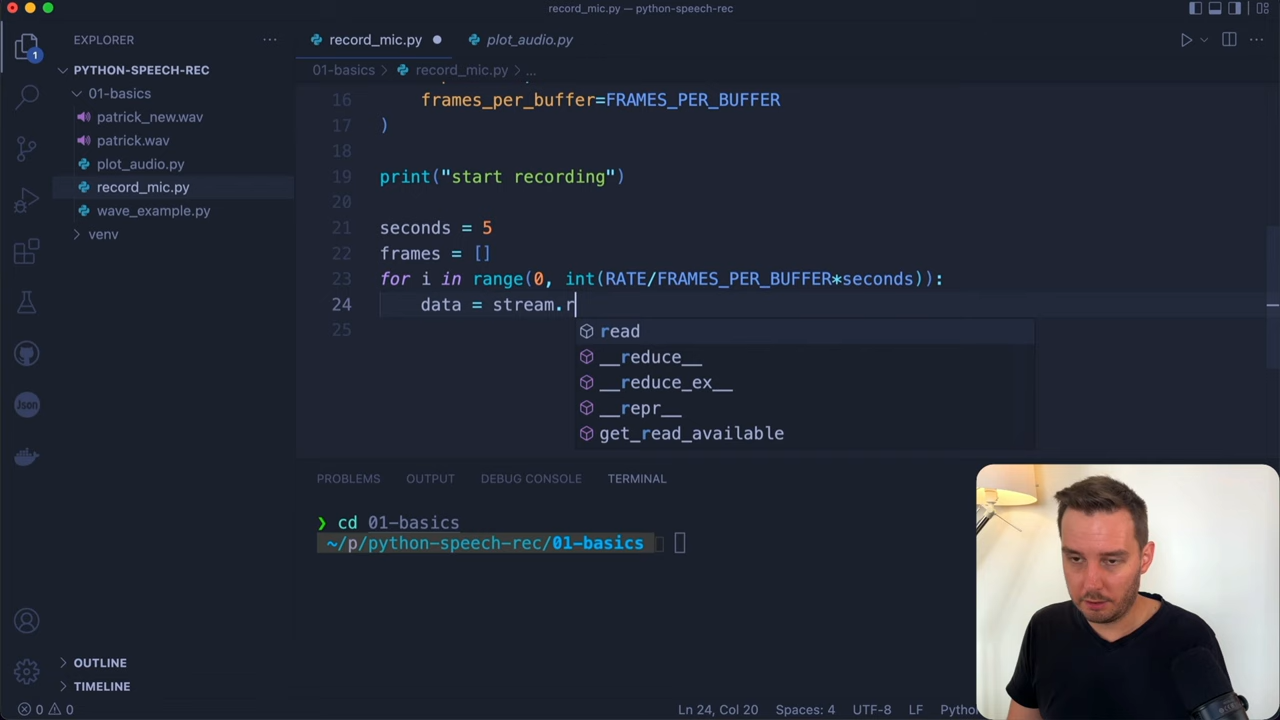 record_mic.py — python-speech-rec
EXPLORER
record_mic.py
plot_audio.py
1
PYTHON-SPEECH-REC
01-basics > record_mic.py > ...
01-basics
patrick_new.wav
patrick.wav
plot_audio.py
record_mic.py
wave_example.py
venv
16 frames_per_buffer=FRAMES_PER_BUFFER
17 )
18
19 print("start recording")
20
21 seconds = 5
22 frames = []
23 for i in range(0, int(RATE/FRAMES_PER_BUFFER*seconds)):
24 data = stream.r
25
read
__reduce__
__reduce_ex__
__repr__
get_read_available
Json
PROBLEMS OUTPUT DEBUG CONSOLE TERMINAL
❯ cd 01-basics
~/p/python-speech-rec/01-basics
OUTLINE
TIMELINE
0 0
Ln 24, Col 20 Spaces: 4 UTF-8 LF